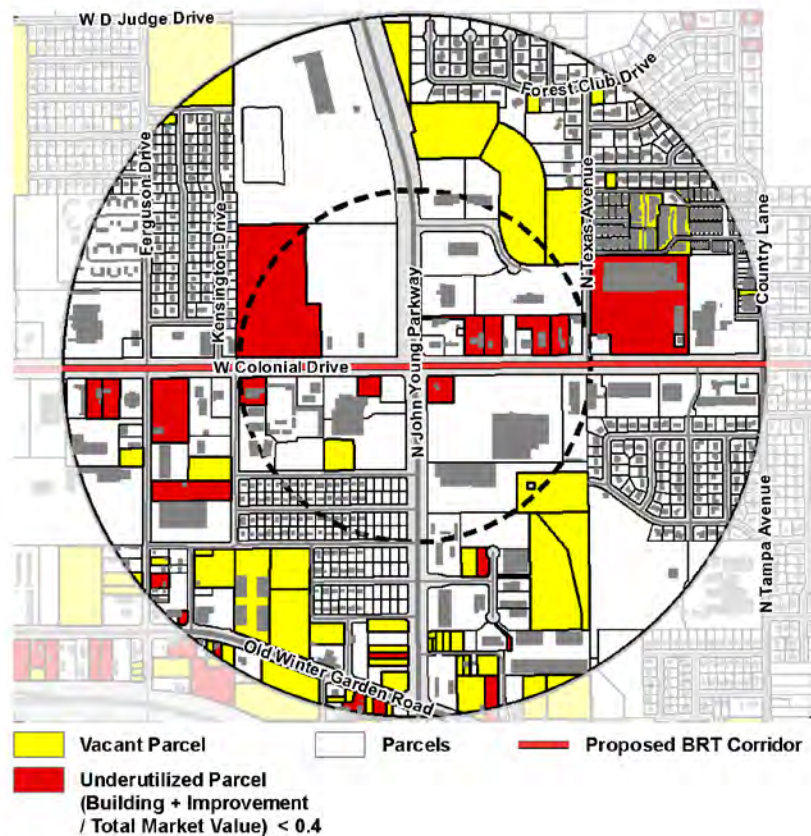 W D Judge Drive
Forest Club Drive
Ferguson Drive
Kensington Drive
N Texas Avenue
Country Lane
N John Young Parkway
W Colonial Drive
N Tampa Avenue
Old Winter Garden Road
Vacant Parcel
Parcels
Proposed BRT Corridor
Underutilized Parcel
(Building + Improvement
/ Total Market Value) < 0.4